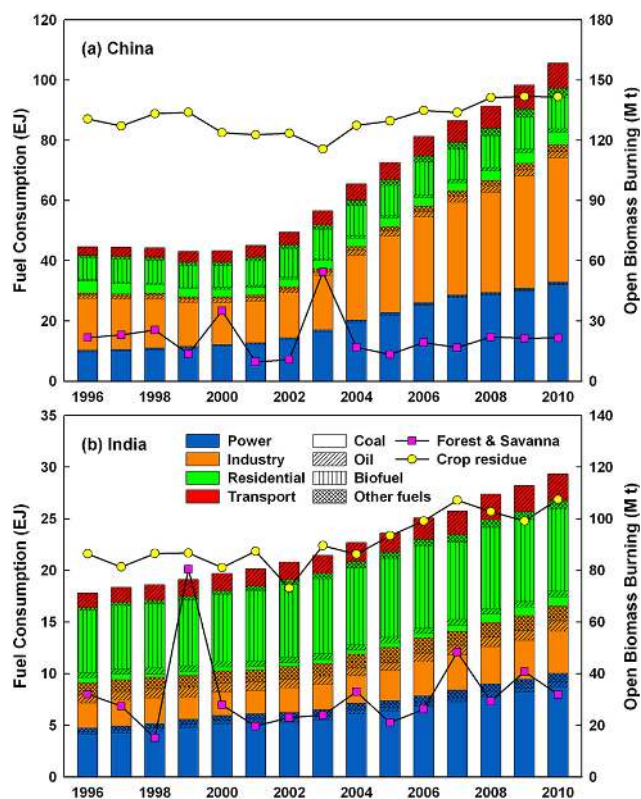 (a) China
120
100
80
60
40
20
0
Fuel Consumption (EJ)
180
150
120
90
60
30
0
Open Biomass Burning (M t)
1996 1998 2000 2002 2004 2006 2008 2010
(b) India
35
30
25
20
15
10
5
0
Fuel Consumption (EJ)
Power Coal Forest & Savanna
Industry Oil Crop residue
Residential Biofuel
Transport Other fuels
140
120
100
80
60
40
20
0
Open Biomass Burning (M t)
1996 1998 2000 2002 2004 2006 2008 2010